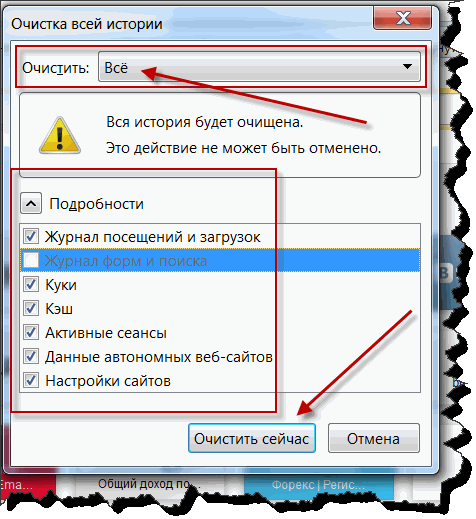 Очистка всей истории
Очистить: Всё
Вся история будет очищена.
Это действие не может быть отменено.
Подробности
Журнал посещений и загрузок
Журнал форм и поиска
Куки
Кэш
Активные сеансы
Данные автономных веб-сайтов
Настройки сайтов
Очистить сейчас Отмена
Ema... Общий доход по... Форекс | Регис...